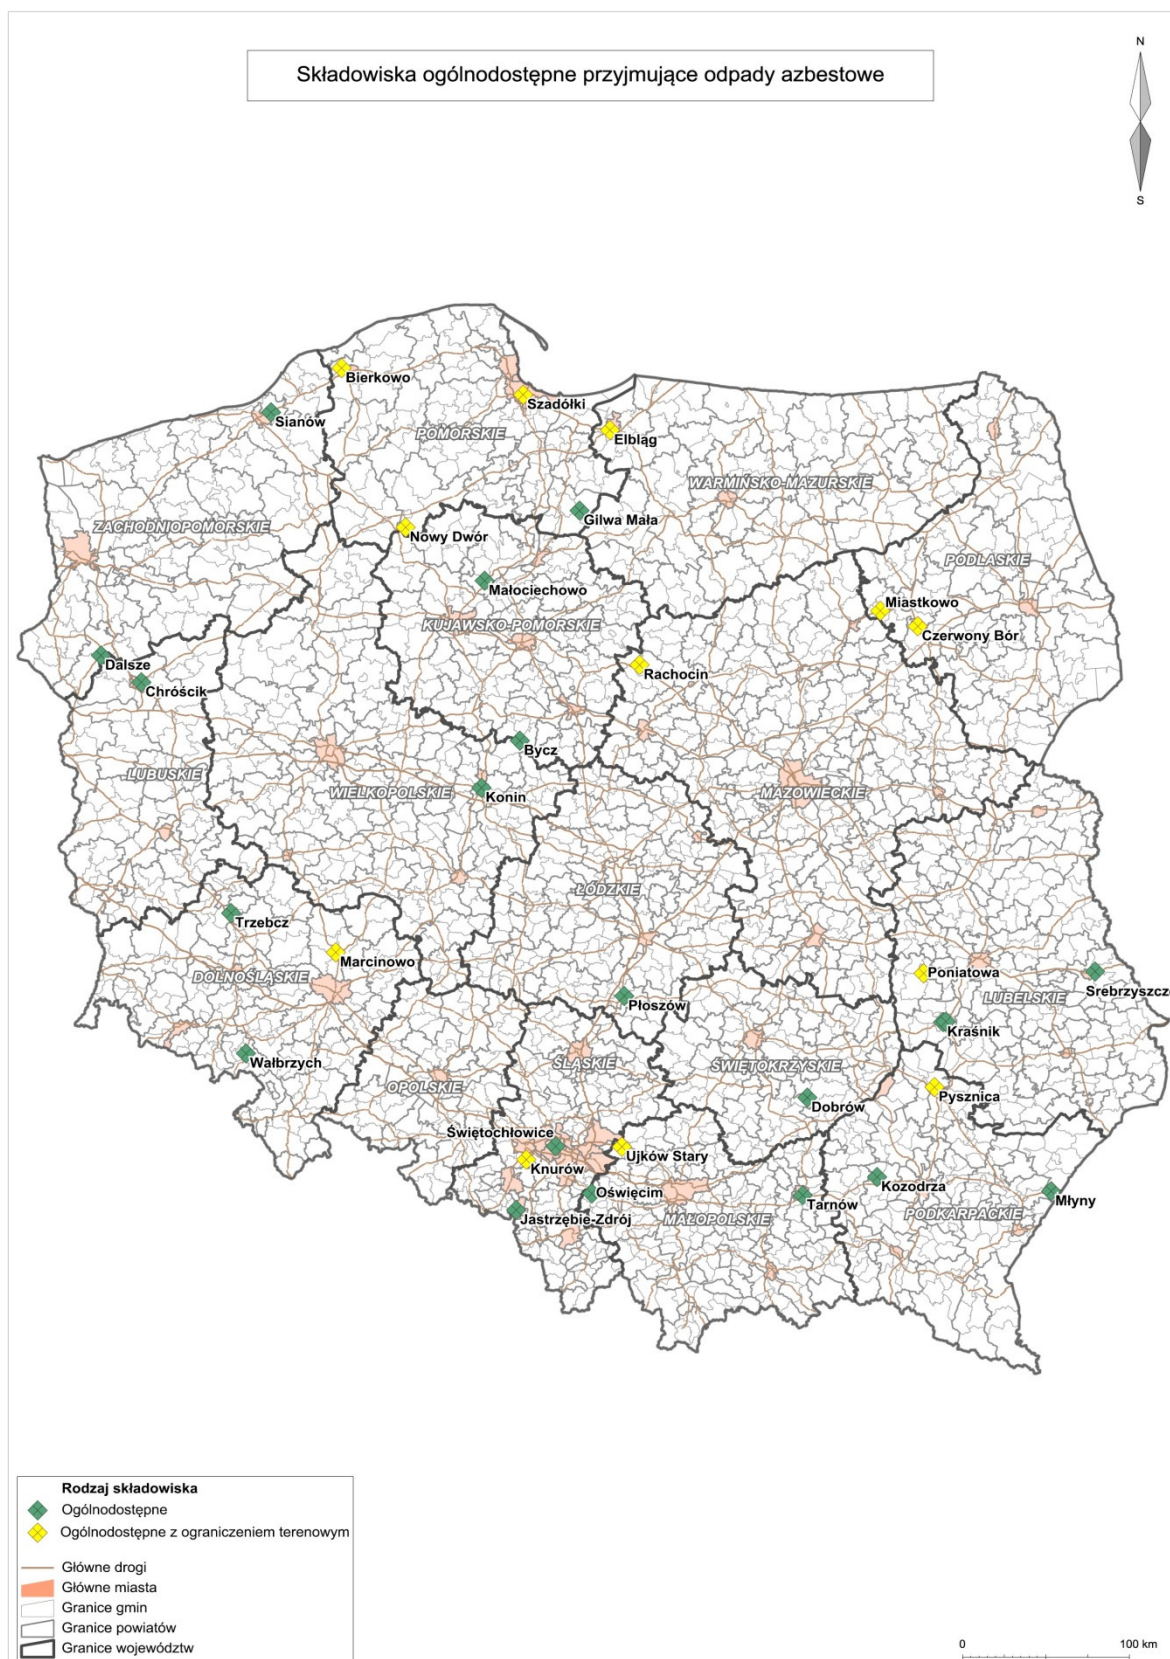 N
Składowiska ogólnodostępne przyjmujące odpady azbestowe
S
Bierkowo
Szadółki
Sianów
POMORSKIE
Elbląg
WARMIŃSKO-MAZURSKIE
Gilwa Mała
ZACHODNIOPOMORSKIE
Nowy Dwór
PODLASKIE
Małociechowo
Miastkowo
KUJAWSKO-POMORSKIE
Czerwony Bór
Dalsze
Rachocin
Chróścik
Bycz
LUBUSKIE
WIELKOPOLSKIE
Konin
MAZOWIECKIE
ŁÓDZKIE
Trzebcz
Marcinowo
DOLNOŚLĄSKIE
Poniatowa
Srebrzyszcze
LUBELSKIE
Płoszów
Kraśnik
Wałbrzych
ŚLĄSKIE
ŚWIĘTOKRZYSKIE
OPOLSKIE
Pysznica
Dobrów
Świętochłowice
Ujków Stary
Knurów
Kozodrza
Młyny
Oświęcim
Tarnów
Jastrzębie-Zdrój
MAŁOPOLSKIE
PODKARPACKIE
Rodzaj składowiska
Ogólnodostępne
Ogólnodostępne z ograniczeniem terenowym
Główne drogi
Główne miasta
Granice gmin
Granice powiatów
Granice województw
0 100 km